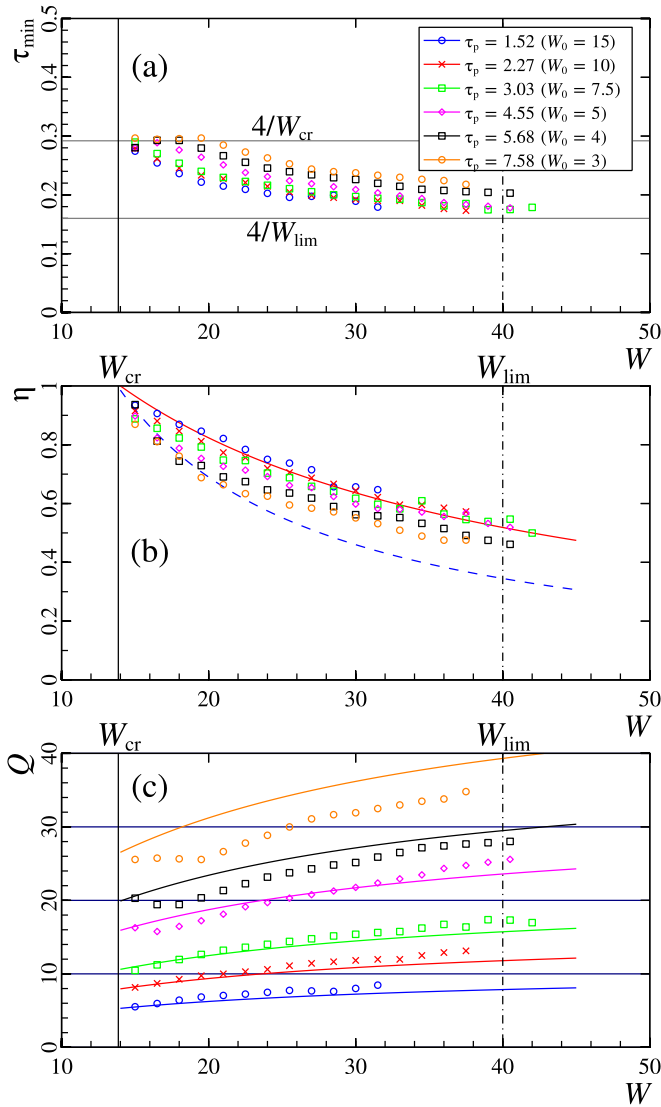 τmin
0.5
0.4
0.3
0.2
0.1
0
(a)
τp = 1.52 (W0 = 15)
τp = 2.27 (W0 = 10)
τp = 3.03 (W0 = 7.5)
τp = 4.55 (W0 = 5)
τp = 5.68 (W0 = 4)
τp = 7.58 (W0 = 3)
4/Wcr
4/Wlim
10 20 30 40 50
W
Wcr Wlim
η
1
0.8
0.6
0.4
0.2
0
(b)
10 20 30 40 50
W
Wcr Wlim
Q
40
30
20
10
0
(c)
10 20 30 40 50
W